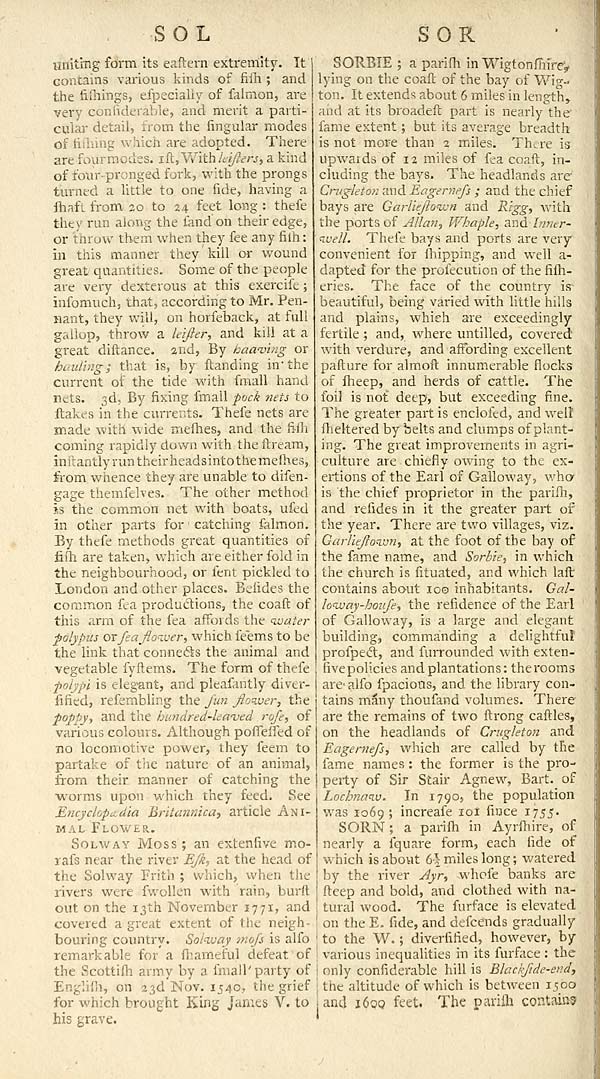 SOL
uniting form its eaſtern extremity. It
contains various kinds of fiſh; and
the fiſhings, eſpecially of ſalmon, are
very conſiderable, and merit a parti-
cular detail, from the ſingular modes
of fiſhing which are adopted. There
are four modes. 1ſt, With leiſters, a kind
of four-pronged fork, with the prongs
turned a little to one ſide, having a
ſhaft from 20 to 24 feet long: theſe
they run along the ſand on their edge,
or throw them when they ſee any fiſh:
in this manner they kill or wound
great quantities. Some of the people
are very dexterous at this exerciſe;
inſomuch, that, according to Mr. Pen-
nant, they will, on horſeback, at full
gallop, throw a leiſter, and kill at a
great diſtance. 2nd, By haaving or
hauling; that is, by ſtanding in the
current of the tide with ſmall hand
nets. 3d, By fixing ſmall pock nets to
ſtakes in the currents. Theſe nets are
made with wide meſhes, and the fiſh
coming rapidly down with the ſtream,
inſtantly run their heads into the meſhes,
from whence they are unable to diſen-
gage themſelves. The other method
is the common net with boats, uſed
in other parts for catching ſalmon.
By theſe methods great quantities of
fiſh are taken, which are either ſold in
the neighbourhood, or ſent pickled to
London and other places. Beſides the
common ſea productions, the coaſt of
this arm of the ſea affords the water
polypus or ſea flower, which ſeems to be
the link that connects the animal and
vegetable ſyſtems. The form of theſe
polypi is elegant, and pleaſantly diver-
ſified, reſembling the ſun flower, the
poppy, and the hundred-leaved roſe, of
various colours. Although poſſeſſed of
no locomotive power, they ſeem to
partake of the nature of an animal,
from their manner of catching the
worms upon which they feed. See
Encyclopædia Britannica, article ANI-
MAL FLOWER.
SOLWAY MOSS; an extenſive mo-
raſs near the river Eſk, at the head of
the Solway Frith; which, when the
rivers were ſwollen with rain, burſt
out on the 13th November 1771, and
covered a great extent of the neigh-
bouring country. Solway moſs is alſo
remarkable for a ſhameful defeat of
the Scottiſh army by a ſmall party of
Engliſh, on 23d Nov. 1540, the grief
for which brought King James V. to
his grave.
SOR
SORBIE; a pariſh in Wigtonſhire,
lying on the coaſt of the bay of Wig-
ton. It extends about 6 miles in length,
and at its broadeſt part is nearly the
ſame extent; but its average breadth
is not more than 2 miles. There is
upwards of 12 miles of ſea coaſt, in-
cluding the bays. The headlands are
Crugleton and Eagerneſs; and the chief
bays are Garlieſtown and Rigg, with
the ports of Allan, Whaple, and Inner-
well. Theſe bays and ports are very
convenient for ſhipping, and well a-
dapted for the proſecution of the fiſh-
eries. The face of the country is
beautiful, being varied with little hills
and plains, which are exceedingly
fertile; and, where untilled, covered
with verdure, and affording excellent
paſture for almoſt innumerable flocks
of ſheep, and herds of cattle. The
ſoil is not deep, but exceeding fine.
The greater part is encloſed, and well
ſheltered by belts and clumps of plant-
ing. The great improvements in agri-
culture are chiefly owing to the ex-
ertions of the Earl of Galloway, who
is the chief proprietor in the pariſh,
and reſides in it the greater part of
the year. There are two villages, viz.
Garlieſtown, at the foot of the bay of
the ſame name, and Sorbie, in which
the church is ſituated, and which laſt
contains about 100 inhabitants. Gal-
loway-houſe, the reſidence of the Earl
of Galloway, is a large and elegant
building, commanding a delightful
proſpect, and ſurrounded with exten-
ſive policies and plantations: the rooms
are alſo ſpacious, and the library con-
tains many thouſand volumes. There
are the remains of two ſtrong caſtles,
on the headlands of Crugleton and
Eagerneſs, which are called by the
ſame names: the former is the pro-
perty of Sir Stair Agnew, Bart. of
Lochnaw. In 1790, the population
was 1069; increaſe 101 ſince 1755.
SORN; a pariſh in Ayrſhire, of
nearly a ſquare form, each ſide of
which is about 6½ miles long; watered
by the river Ayr, whoſe banks are
ſteep and bold, and clothed with na-
tural wood. The ſurface is elevated
on the E. ſide, and deſcends gradually
to the W.; diverſified, however, by
various inequalities in its ſurface: the
only conſiderable hill is Blackſide-end,
the altitude of which is between 1500
and 1600 feet. The pariſh contains